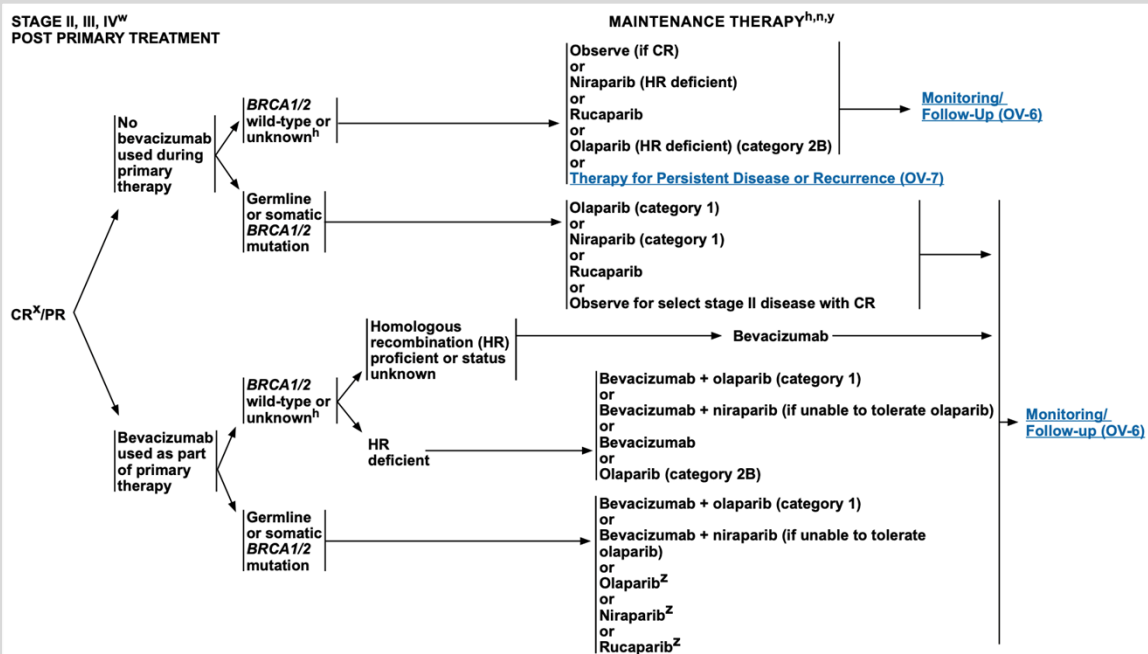 STAGE II, III, IVʷ
POST PRIMARY TREATMENT
MAINTENANCE THERAPYʰ,ⁿ,ʸ
CRˣ/PR
No
bevacizumab
used during
primary
therapy
BRCA1/2
wild-type or
unknownʰ
Observe (if CR)
or
Niraparib (HR deficient)
or
Rucaparib
or
Olaparib (HR deficient) (category 2B)
or
Therapy for Persistent Disease or Recurrence (OV-7)
Monitoring/
Follow-Up (OV-6)
Germline
or somatic
BRCA1/2
mutation
Olaparib (category 1)
or
Niraparib (category 1)
or
Rucaparib
or
Observe for select stage II disease with CR
Bevacizumab
used as part
of primary
therapy
BRCA1/2
wild-type or
unknownʰ
Homologous
recombination (HR)
proficient or status
unknown
Bevacizumab
HR
deficient
Bevacizumab + olaparib (category 1)
or
Bevacizumab + niraparib (if unable to tolerate olaparib)
or
Bevacizumab
or
Olaparib (category 2B)
Germline
or somatic
BRCA1/2
mutation
Bevacizumab + olaparib (category 1)
or
Bevacizumab + niraparib (if unable to tolerate
olaparib)
or
Olaparibᶻ
or
Niraparibᶻ
or
Rucaparibᶻ
Monitoring/
Follow-up (OV-6)